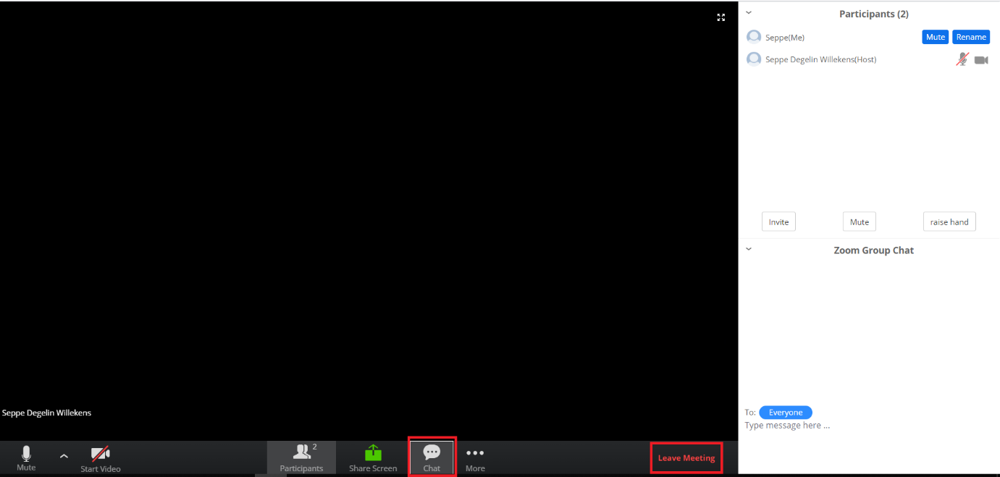 Participants (2)
Seppe(Me)
Mute
Rename
Seppe Degelin Willekens(Host)
Invite
Mute
raise hand
Zoom Group Chat
To: Everyone
Type message here ...
Seppe Degelin Willekens
Mute
Start Video
2
Participants
Share Screen
Chat
More
Leave Meeting